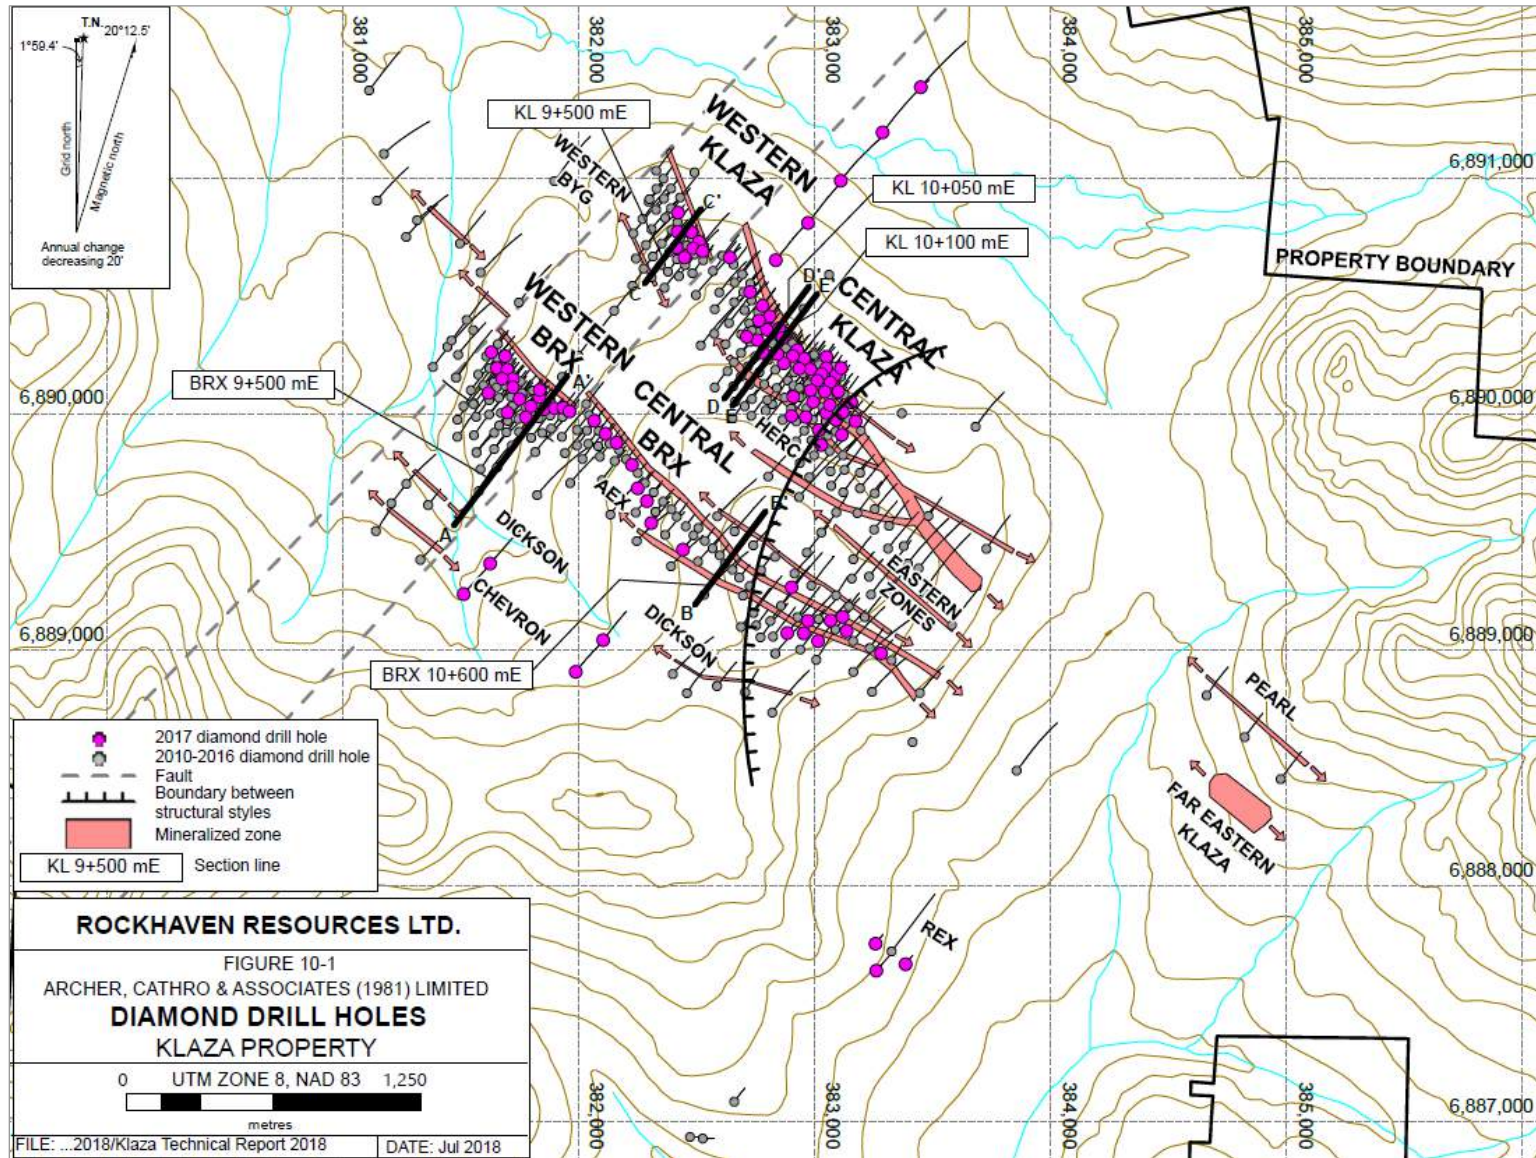 T.N.
20°12.5'
1°59.4'
Grid north
Magnetic north
Annual change
decreasing 20'
381,000
382,000
383,000
384,000
385,000
KL 9+500 mE
WESTERN
KLAZA
WESTERN
BYG
6,891,000
KL 10+050 mE
C'
KL 10+100 mE
PROPERTY BOUNDARY
C
D'
E'
CENTRAL
KLAZA
WESTERN
BRX
BRX 9+500 mE
A'
6,890,000
6,890,000
CENTRAL
BRX
D
E
HERC
AEX
B'
A
DICKSON
EASTERN
ZONES
CHEVRON
B
DICKSON
6,889,000
6,889,000
BRX 10+600 mE
PEARL
FAR EASTERN
KLAZA
2017 diamond drill hole
2010-2016 diamond drill hole
Fault
Boundary between
structural styles
Mineralized zone
KL 9+500 mE
Section line
6,888,000
REX
ROCKHAVEN RESOURCES LTD.
FIGURE 10-1
ARCHER, CATHRO & ASSOCIATES (1981) LIMITED
DIAMOND DRILL HOLES
KLAZA PROPERTY
0 UTM ZONE 8, NAD 83 1,250
metres
FILE: ...2018/Klaza Technical Report 2018
DATE: Jul 2018
382,000
383,000
384,000
385,000
6,887,000